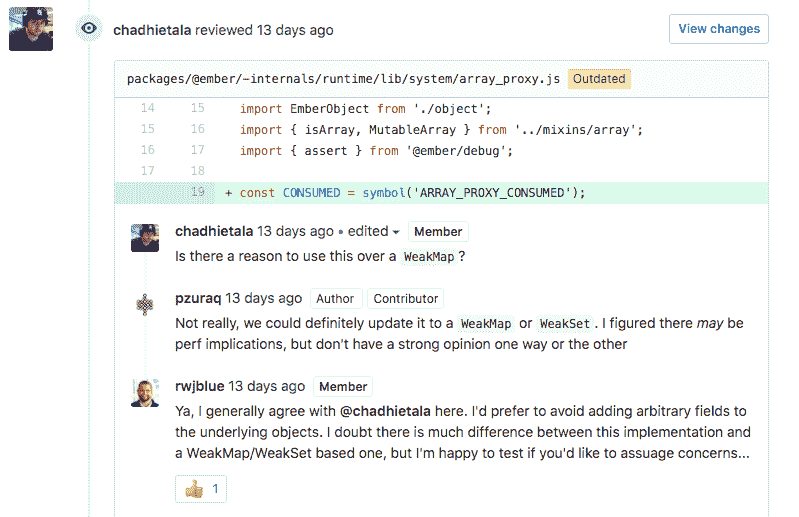 chadhietala reviewed 13 days ago
View changes
packages/@ember/-internals/runtime/lib/system/array_proxy.js Outdated
14 15 import EmberObject from './object';
15 16 import { isArray, MutableArray } from '../mixins/array';
16 17 import { assert } from '@ember/debug';
17 18
19 + const CONSUMED = symbol('ARRAY_PROXY_CONSUMED');
chadhietala 13 days ago • edited Member
Is there a reason to use this over a WeakMap?
pzuraq 13 days ago Author Contributor
Not really, we could definitely update it to a WeakMap or WeakSet. I figured there may be
perf implications, but don't have a strong opinion one way or the other
rwjblue 13 days ago Member
Ya, I generally agree with @chadhietala here. I'd prefer to avoid adding arbitrary fields to
the underlying objects. I doubt there is much difference between this implementation and
a WeakMap/WeakSet based one, but I'm happy to test if you'd like to assuage concerns...
👍 1